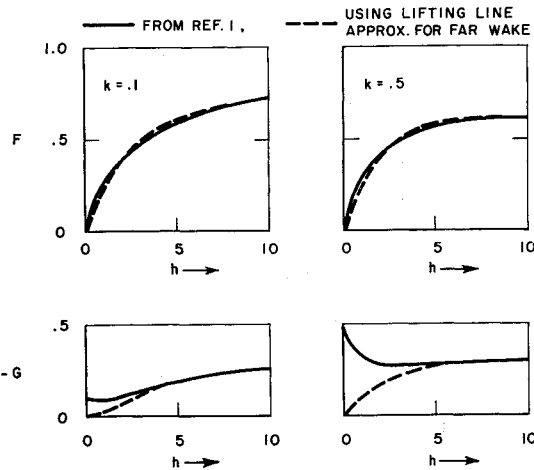 FROM REF. 1,
USING LIFTING LINE
APPROX. FOR FAR WAKE
1.0
k = .1
k = .5
F
.5
0
0 5 10
0 5 10
h →
h →
.5
-G
0
0 5 10
0 5 10
h →
h →